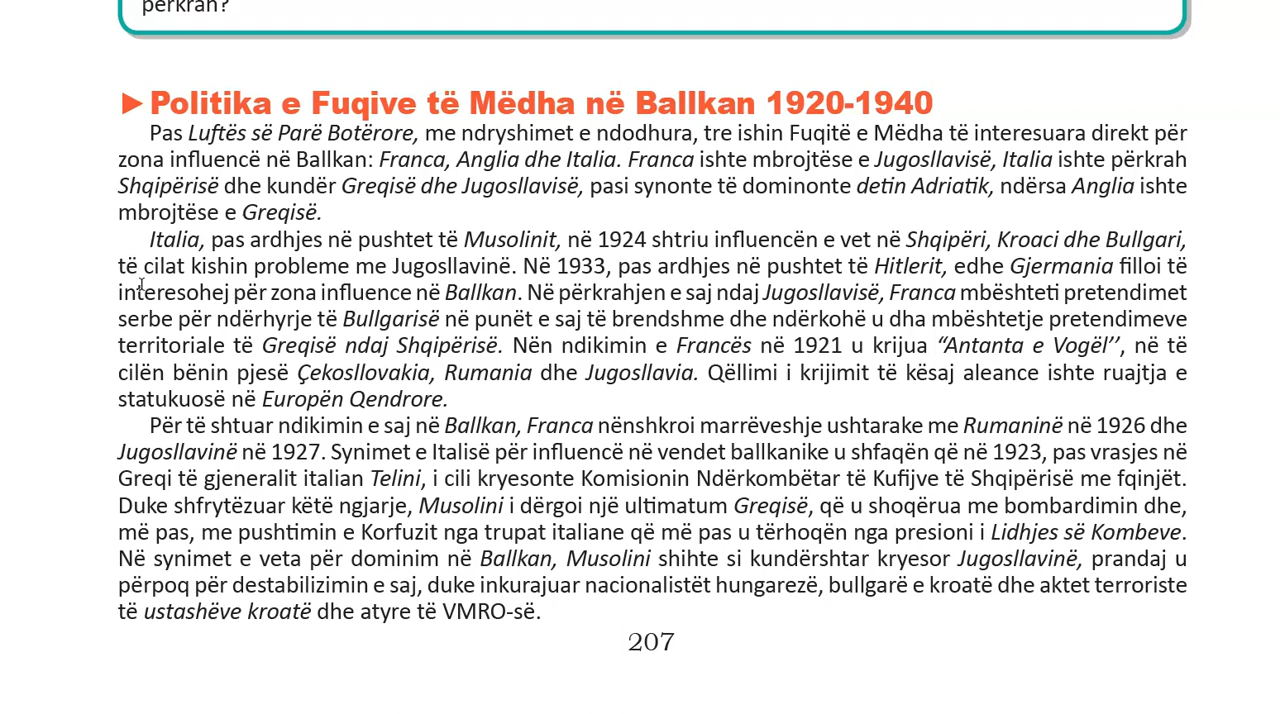 përkrah?
►Politika e Fuqive të Mëdha në Ballkan 1920-1940
Pas Luftës së Parë Botërore, me ndryshimet e ndodhura, tre ishin Fuqitë e Mëdha të interesuara direkt për
zona influencë në Ballkan: Franca, Anglia dhe Italia. Franca ishte mbrojtëse e Jugosllavisë, Italia ishte përkrah
Shqipërisë dhe kundër Greqisë dhe Jugosllavisë, pasi synonte të dominonte detin Adriatik, ndërsa Anglia ishte
mbrojtëse e Greqisë.
Italia, pas ardhjes në pushtet të Musolinit, në 1924 shtriu influencën e vet në Shqipëri, Kroaci dhe Bullgari,
të cilat kishin probleme me Jugosllavinë. Në 1933, pas ardhjes në pushtet të Hitlerit, edhe Gjermania filloi të
interesohej për zona influence në Ballkan. Në përkrahjen e saj ndaj Jugosllavisë, Franca mbështeti pretendimet
serbe për ndërhyrje të Bullgarisë në punët e saj të brendshme dhe ndërkohë u dha mbështetje pretendimeve
territoriale të Greqisë ndaj Shqipërisë. Nën ndikimin e Francës në 1921 u krijua “Antanta e Vogël’’, në të
cilën bënin pjesë Çekosllovakia, Rumania dhe Jugosllavia. Qëllimi i krijimit të kësaj aleance ishte ruajtja e
statukuosë në Europën Qendrore.
Për të shtuar ndikimin e saj në Ballkan, Franca nënshkroi marrëveshje ushtarake me Rumaninë në 1926 dhe
Jugosllavinë në 1927. Synimet e Italisë për influencë në vendet ballkanike u shfaqën që në 1923, pas vrasjes në
Greqi të gjeneralit italian Telini, i cili kryesonte Komisionin Ndërkombëtar të Kufijve të Shqipërisë me fqinjët.
Duke shfrytëzuar këtë ngjarje, Musolini i dërgoi një ultimatum Greqisë, që u shoqërua me bombardimin dhe,
më pas, me pushtimin e Korfuzit nga trupat italiane që më pas u tërhoqën nga presioni i Lidhjes së Kombeve.
Në synimet e veta për dominim në Ballkan, Musolini shihte si kundërshtar kryesor Jugosllavinë, prandaj u
përpoq për destabilizimin e saj, duke inkurajuar nacionalistët hungarezë, bullgarë e kroatë dhe aktet terroriste
të ustashëve kroatë dhe atyre të VMRO-së.
207